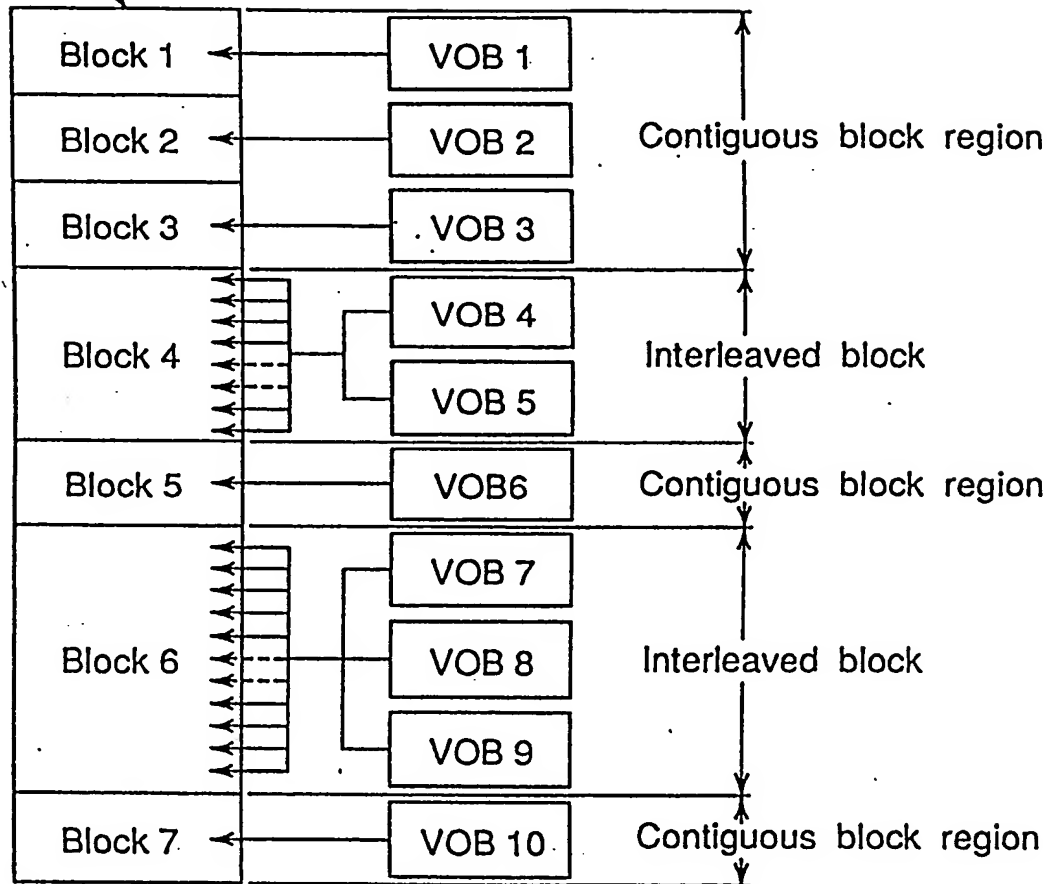 Block 1
VOB 1
Block 2
VOB 2
Contiguous block region
Block 3
VOB 3
VOB 4
Block 4
Interleaved block
VOB 5
Block 5
VOB6
Contiguous block region
VOB 7
Block 6
VOB 8
Interleaved block
VOB 9
Block 7
VOB 10
Contiguous block region